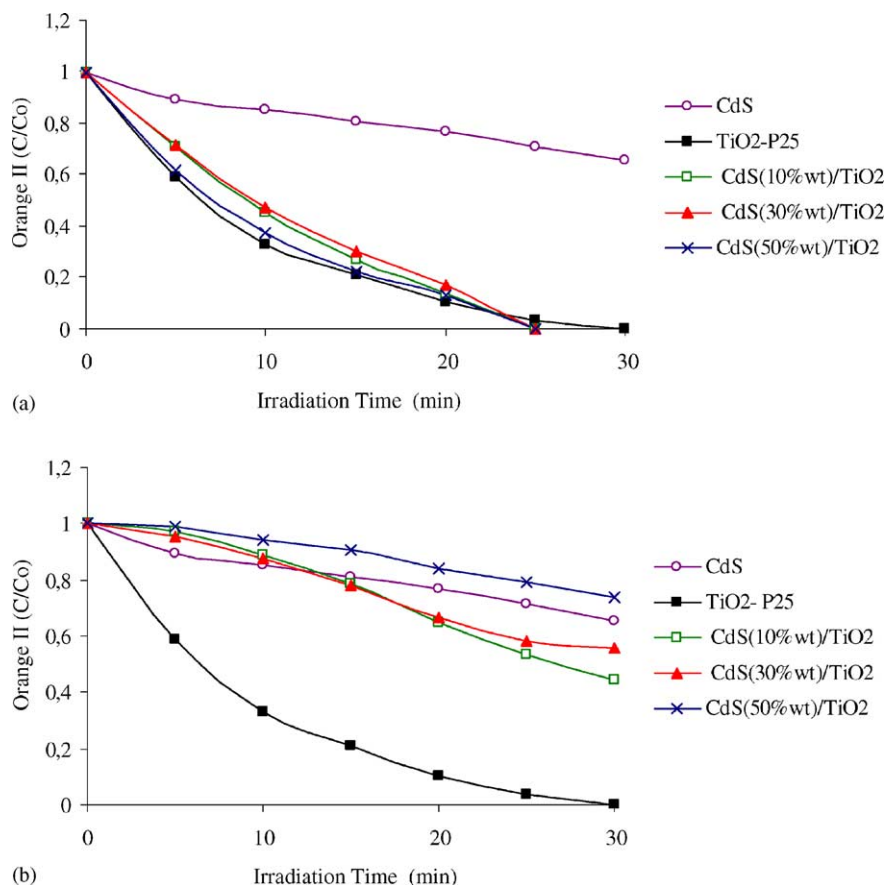 1,2
1
0,8
0,6
0,4
0,2
0
Orange II (C/Co)
0 10 20 30
Irradiation Time (min)
(a)
CdS
TiO2-P25
CdS(10%wt)/TiO2
CdS(30%wt)/TiO2
CdS(50%wt)/TiO2
1,2
1
0,8
0,6
0,4
0,2
0
Orange II (C/Co)
0 10 20 30
Irradiation Time (min)
(b)
CdS
TiO2- P25
CdS(10%wt)/TiO2
CdS(30%wt)/TiO2
CdS(50%wt)/TiO2